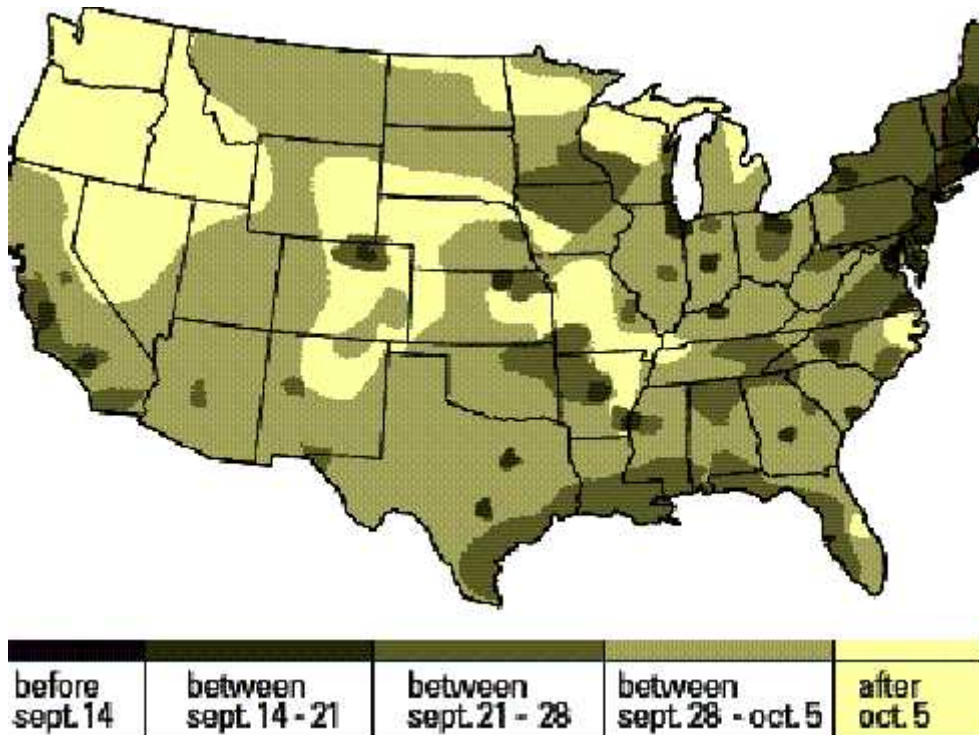 before
sept. 14
between
sept. 14 - 21
between
sept. 21 - 28
between
sept. 28 - oct. 5
after
oct. 5